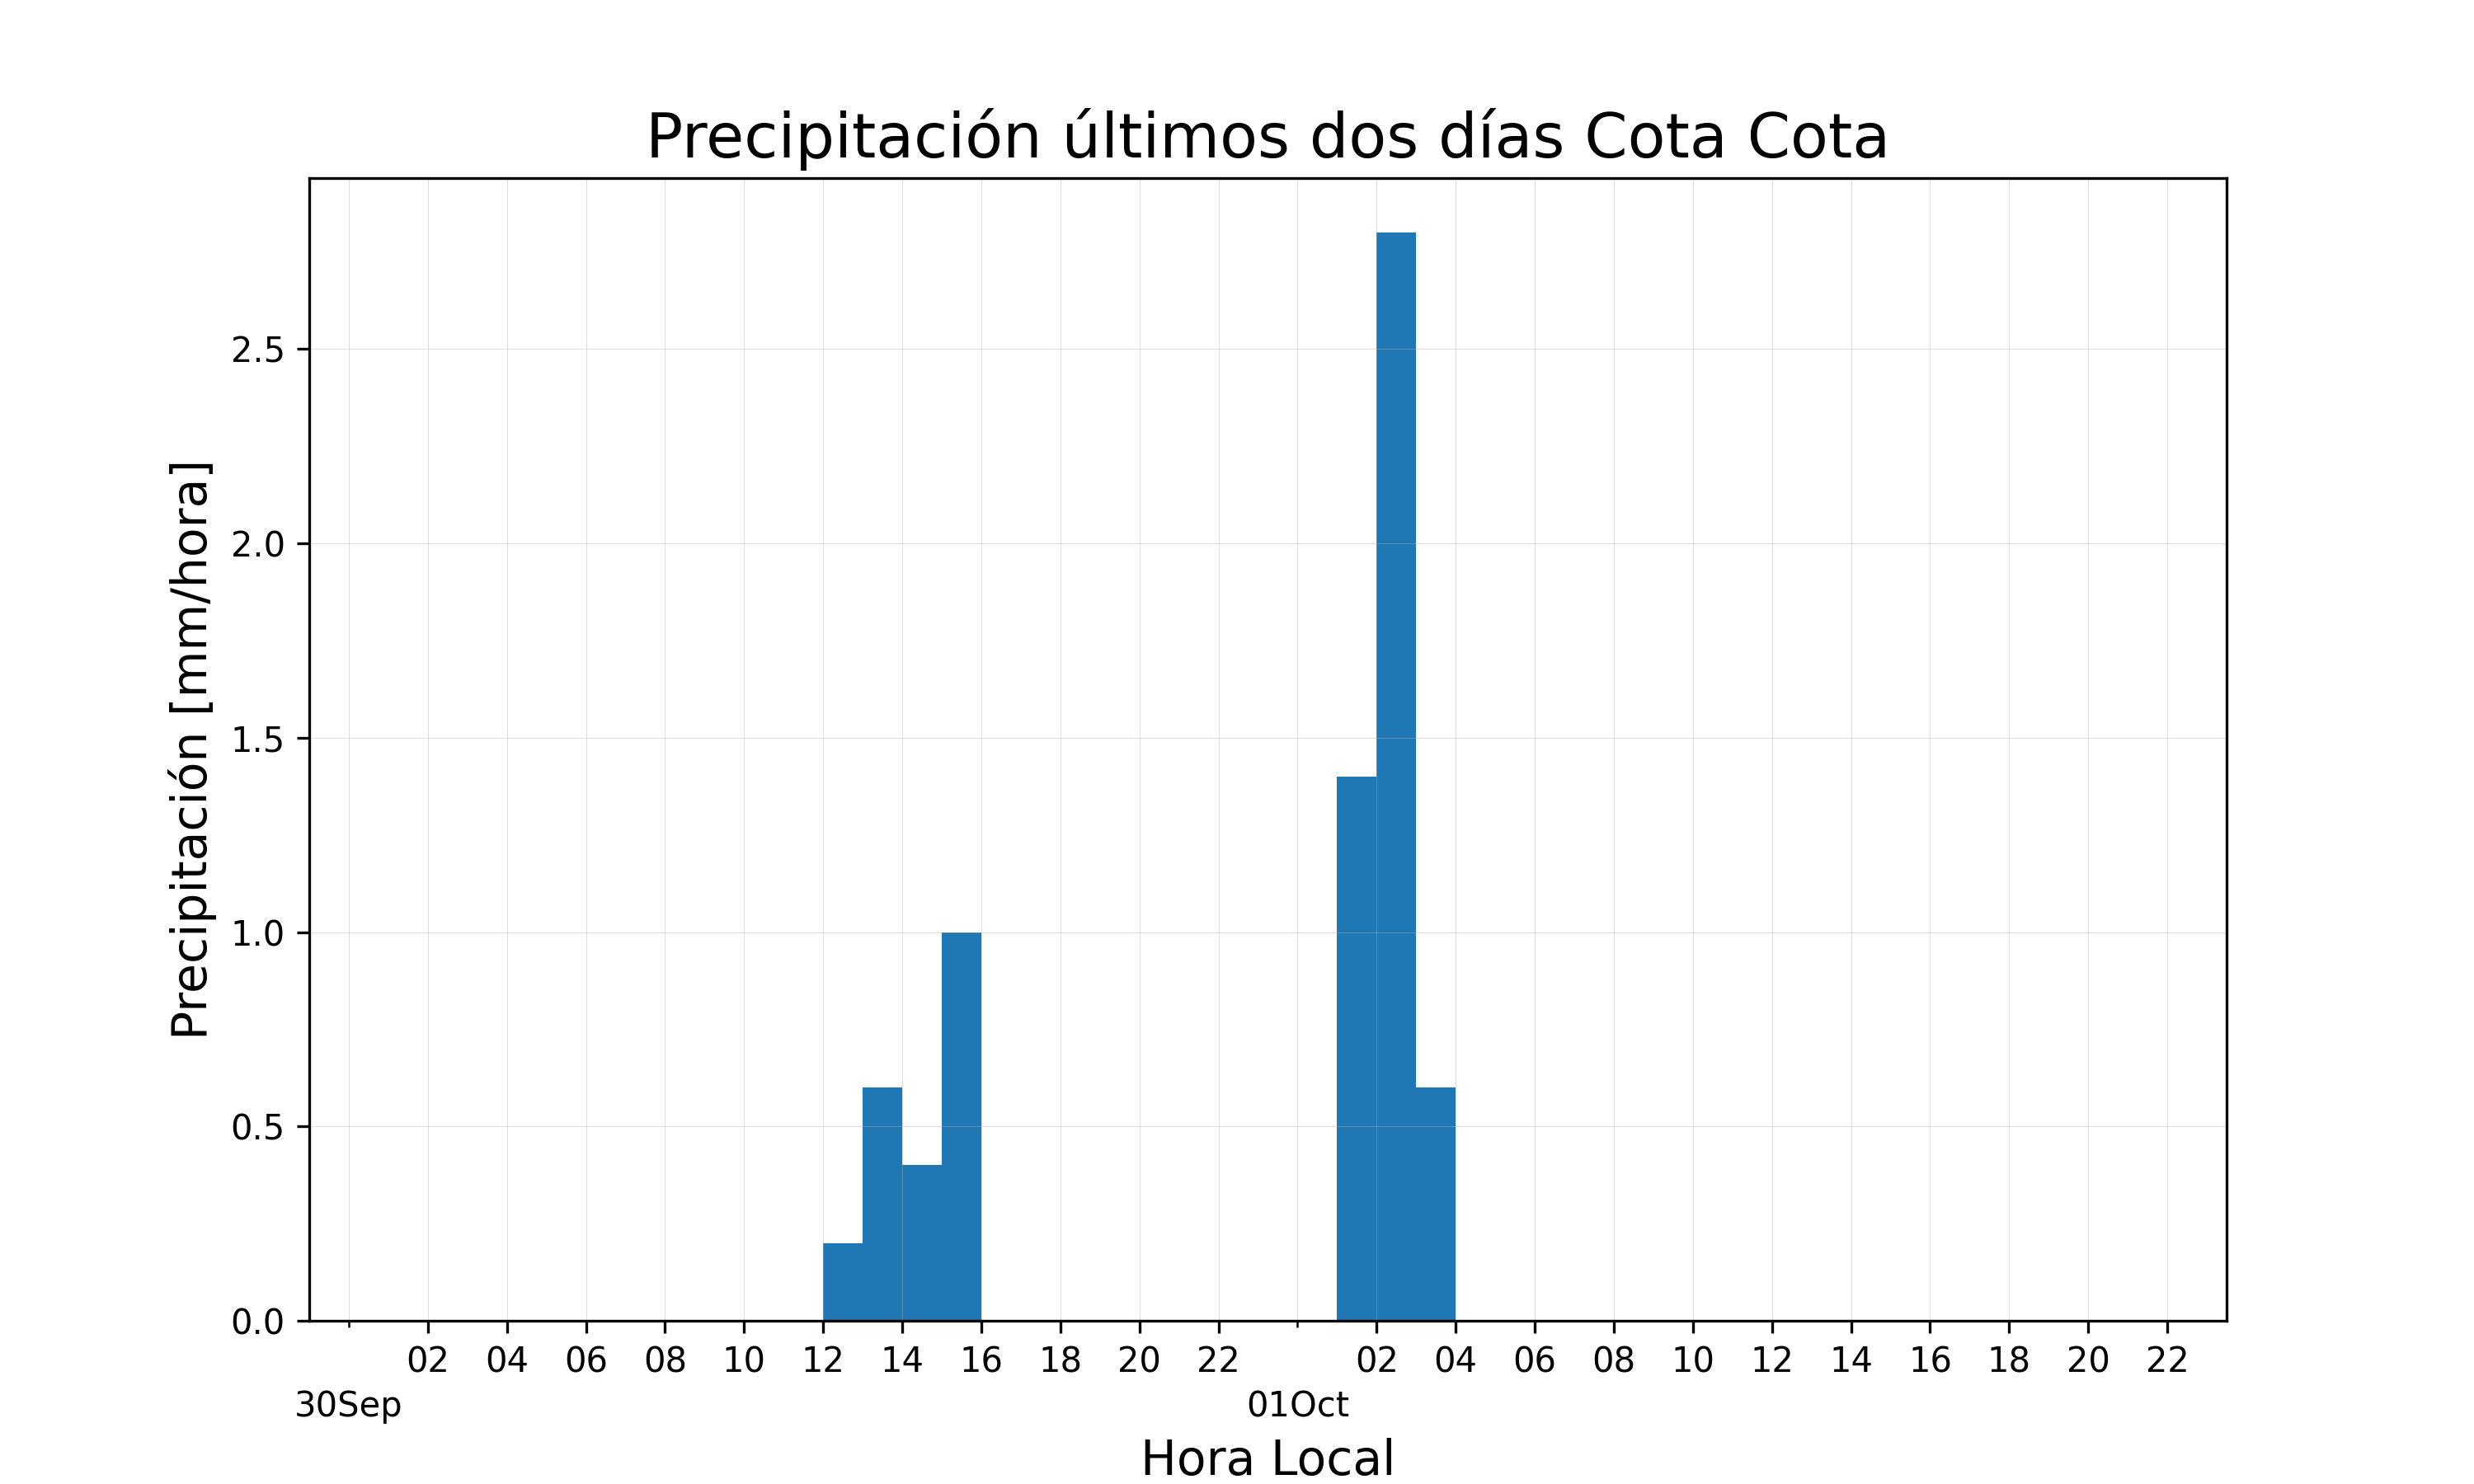 Precipitación últimos dos días Cota Cota
Precipitación [mm/hora]
2.5
2.0
1.5
1.0
0.5
0.0
02 04 06 08 10 12 14 16 18 20 22 02 04 06 08 10 12 14 16 18 20 22
30Sep 01Oct
Hora Local